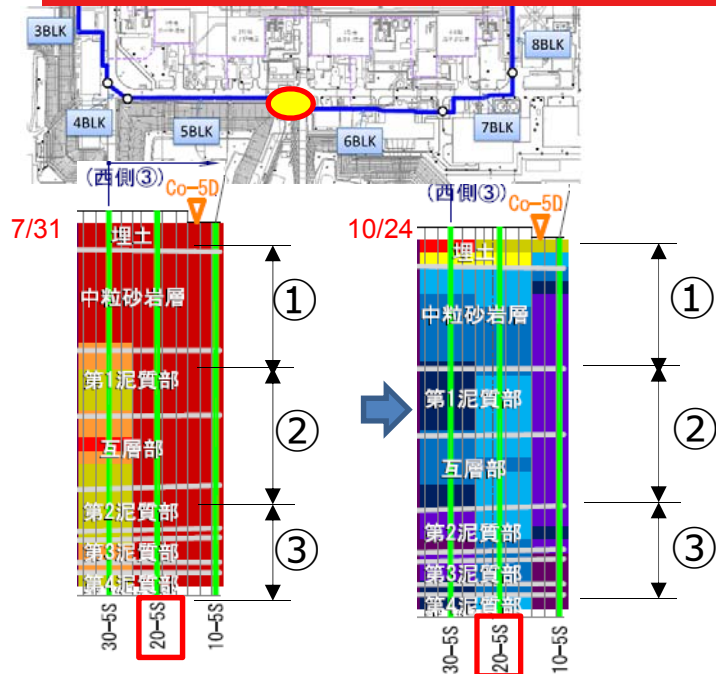 3BLK
8BLK
4BLK
5BLK
6BLK
7BLK
(西側③)
Co-5D
7/31
埋土
中粒砂岩層
第1泥質部
互層部
第2泥質部
第3泥質部
第4泥質部
①
②
③
30-5S
20-5S
10-5S
(西側③)
Co-5D
10/24
埋土
中粒砂岩層
第1泥質部
互層部
第2泥質部
第3泥質部
第4泥質部
①
②
③
30-5S
20-5S
10-5S